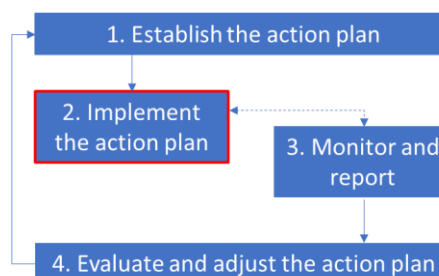 1. Establish the action plan
2. Implement
the action plan
3. Monitor and
report
4. Evaluate and adjust the action plan